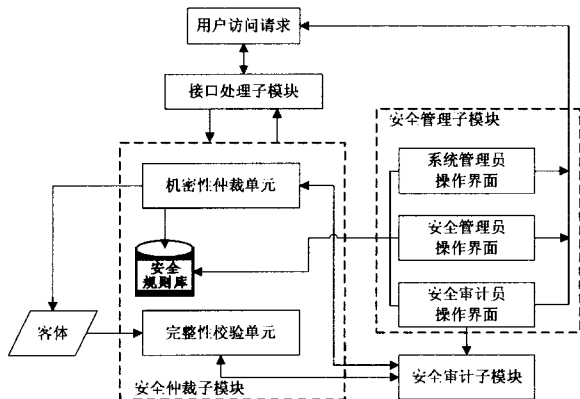 用户访问请求
接口处理子模块
安全管理子模块
系统管理员
操作界面
机密性仲裁单元
安全管理员
操作界面
安全
规则库
安全审计员
操作界面
客体
完整性校验单元
安全仲裁子模块
安全审计子模块